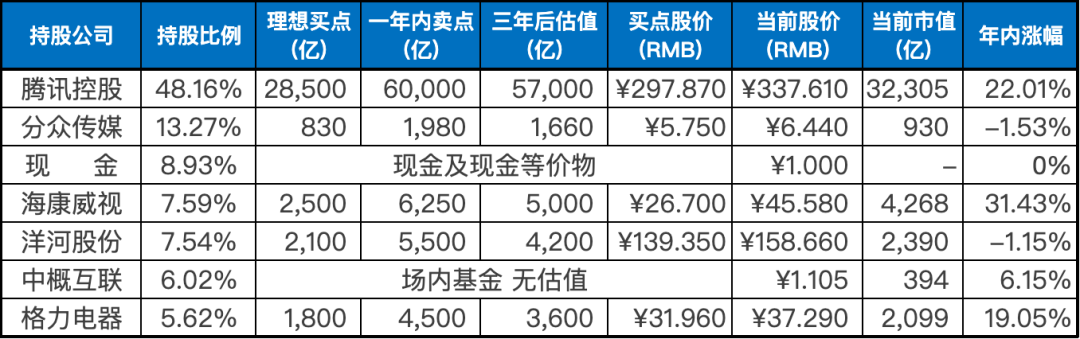 持股公司 持股比例 理想买点(亿) 一年内卖点(亿) 三年后估值(亿) 买点股价(RMB) 当前股价(RMB) 当前市值(亿) 年内涨幅
腾讯控股 48.16% 28,500 60,000 57,000 ¥297.870 ¥337.610 32,305 22.01%
分众传媒 13.27% 830 1,980 1,660 ¥5.750 ¥6.440 930 –1.53%
现 金 8.93% 现金及现金等价物 ¥1.000 – 0%
海康威视 7.59% 2,500 6,250 5,000 ¥26.700 ¥45.580 4,268 31.43%
洋河股份 7.54% 2,100 5,500 4,200 ¥139.350 ¥158.660 2,390 –1.15%
中概互联 6.02% 场内基金 无估值 ¥1.105 394 6.15%
格力电器 5.62% 1,800 4,500 3,600 ¥31.960 ¥37.290 2,099 19.05%